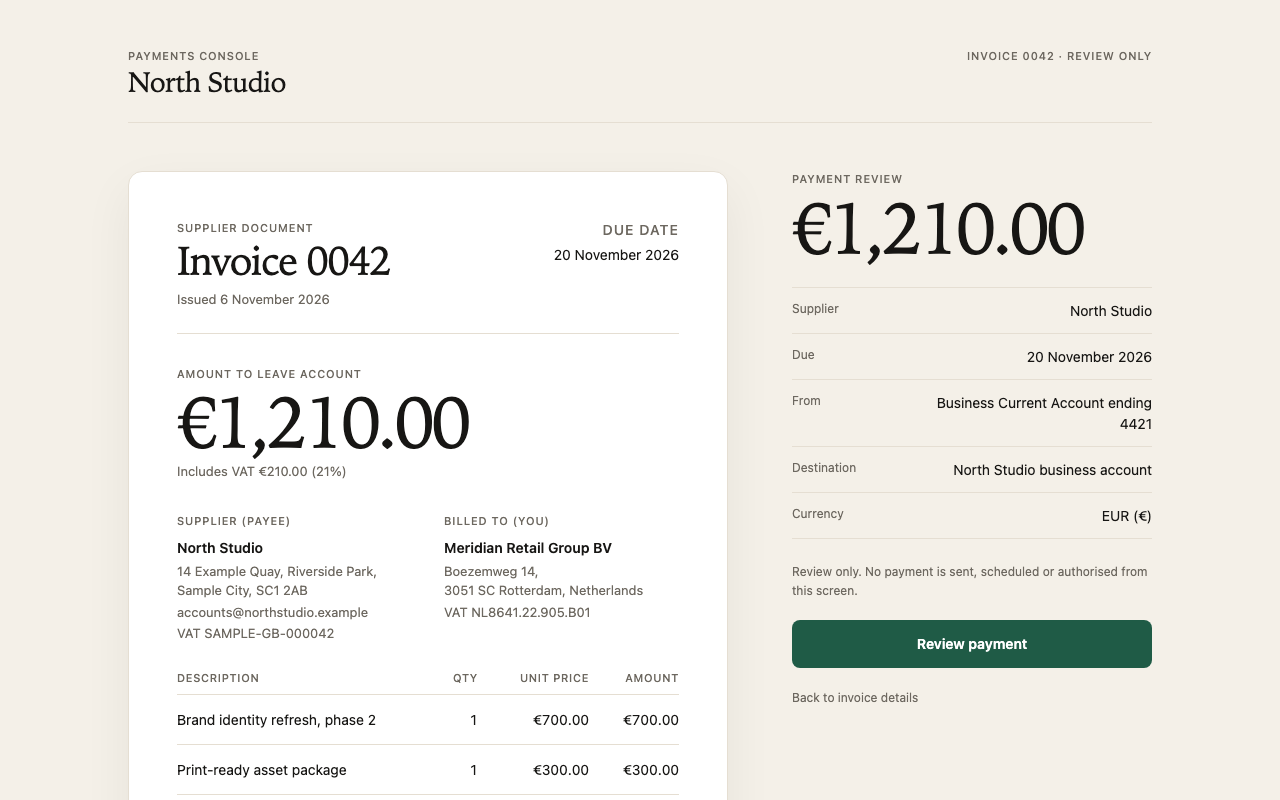 PAYMENTS CONSOLE
North Studio
INVOICE 0042 · REVIEW ONLY
SUPPLIER DOCUMENT
Invoice 0042
Issued 6 November 2026
DUE DATE
20 November 2026
AMOUNT TO LEAVE ACCOUNT
€1,210.00
Includes VAT €210.00 (21%)
SUPPLIER (PAYEE)
North Studio
14 Example Quay, Riverside Park,
Sample City, SC1 2AB
accounts@northstudio.example
VAT SAMPLE-GB-000042
BILLED TO (YOU)
Meridian Retail Group BV
Boezemweg 14,
3051 SC Rotterdam, Netherlands
VAT NL8641.22.905.B01
DESCRIPTION QTY UNIT PRICE AMOUNT
Brand identity refresh, phase 2 1 €700.00 €700.00
Print-ready asset package 1 €300.00 €300.00
PAYMENT REVIEW
€1,210.00
Supplier North Studio
Due 20 November 2026
From Business Current Account ending
4421
Destination North Studio business account
Currency EUR (€)
Review only. No payment is sent, scheduled or authorised from
this screen.
Review payment
Back to invoice details